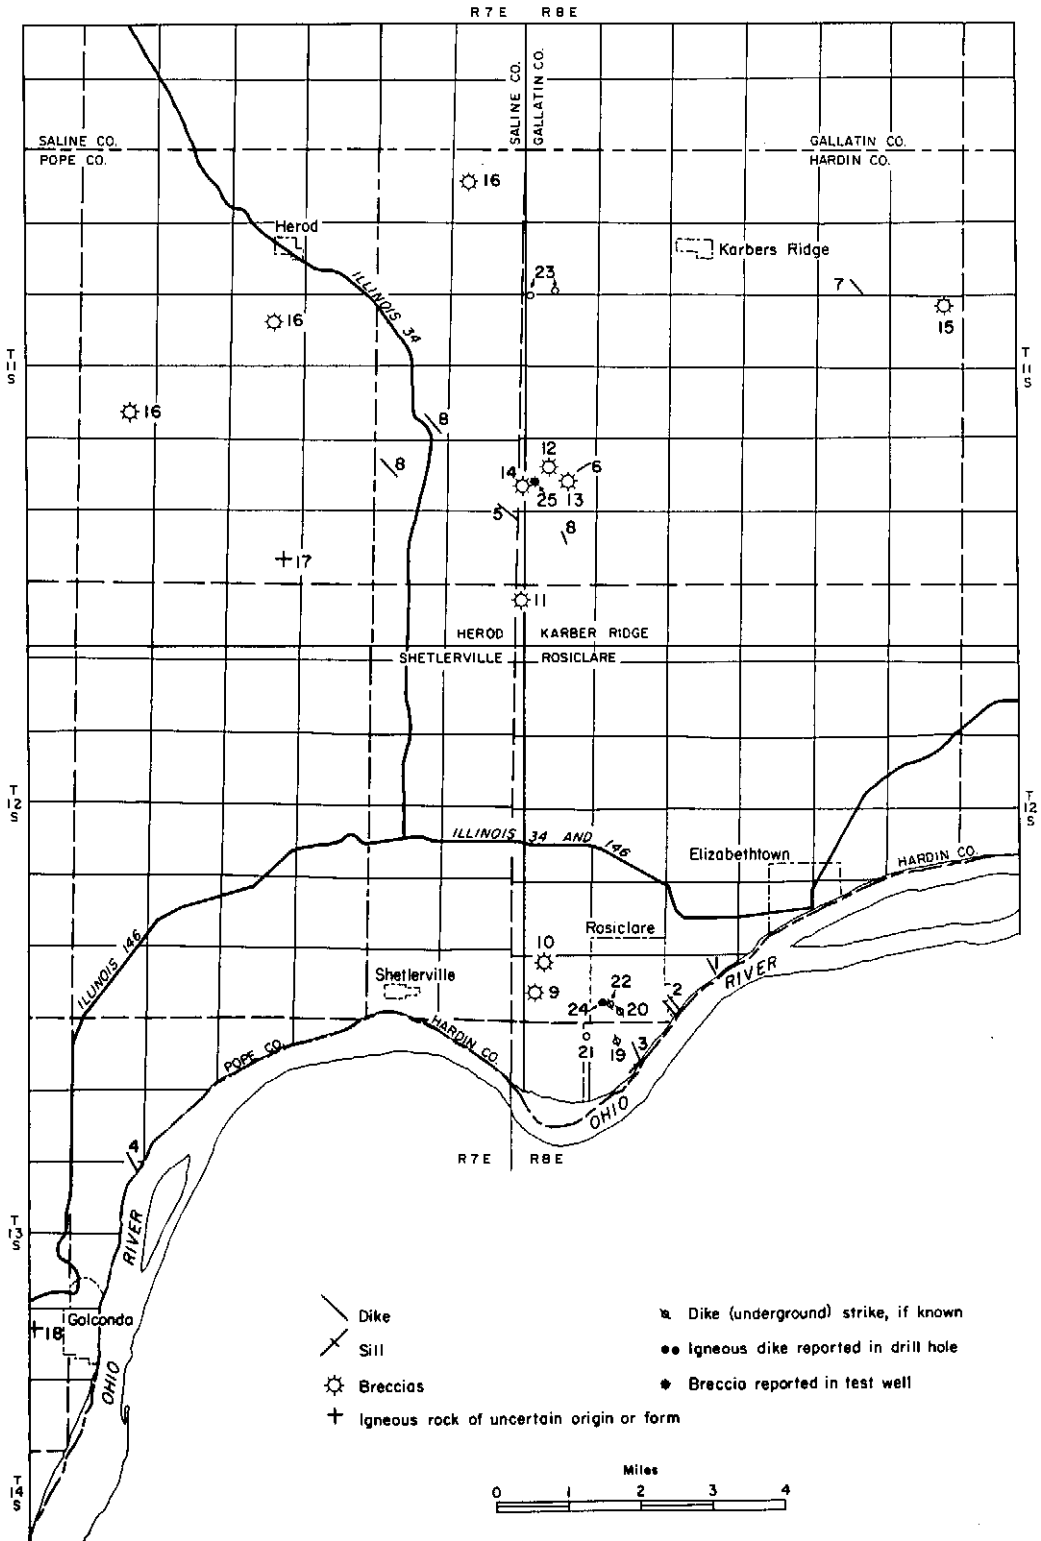 R 7 E R 8 E
SALINE CO.
GALLATIN CO.
SALINE CO.
POPE CO.
GALLATIN CO.
HARDIN CO.
16
Herod
Karbers Ridge
23
7
ILLINOIS 34
16
15
T
11
S
T
11
S
16
8
8
12
14
6
25
13
5
8
17
11
HEROD KARBER RIDGE
SHETLERVILLE ROSICLARE
T
12
S
T
12
S
ILLINOIS 34 AND 146
Elizabethtown
HARDIN CO.
Rosiclare
ILLINOIS 146
10
1
RIVER
Shetlerville
9
22
2
24
20
HARDIN CO.
POPE CO.
21
19
3
OHIO
4
R7E R8E
T
13
S
RIVER
Golconda
18
OHIO
Dike
Sill
Breccias
Igneous rock of uncertain origin or form
Dike (underground) strike, if known
Igneous dike reported in drill hole
Breccia reported in test well
T
14
S
Miles
0 1 2 3 4